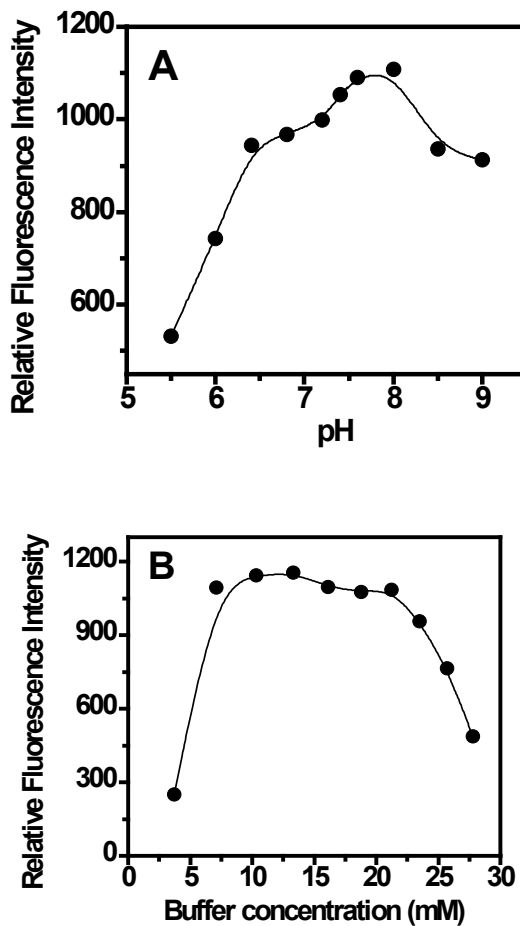 A
Relative Fluorescence Intensity
1200
1000
800
600
5 6 7 8 9
pH
B
Relative Fluorescence Intensity
1200
900
600
300
0
0 5 10 15 20 25 30
Buffer concentration (mM)